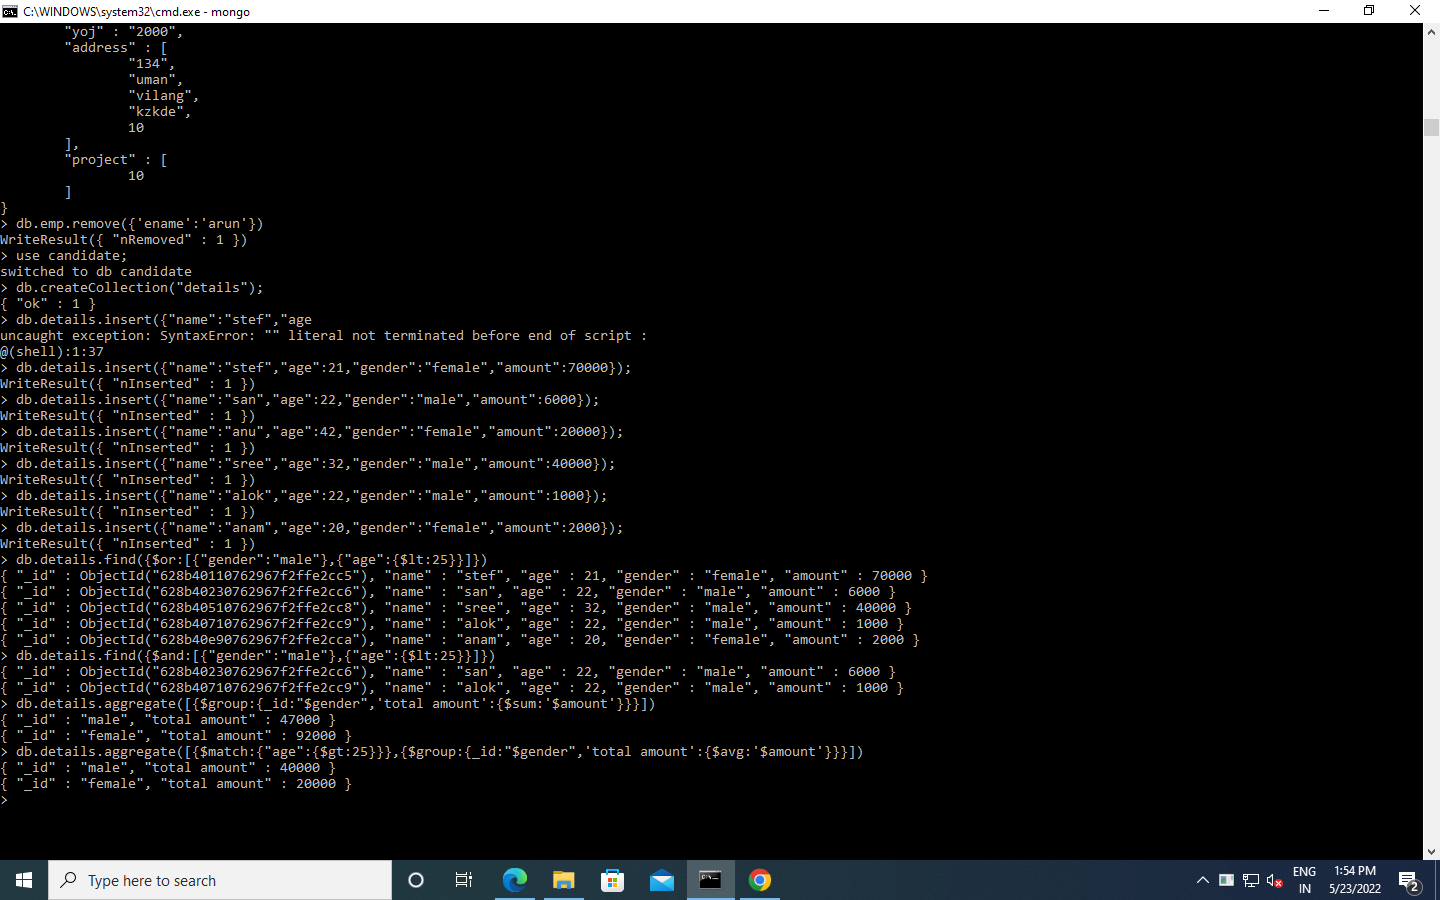 C:\WINDOWS\system32\cmd.exe - mongo
"yoj" : "2000",
"address" : [
"134",
"uman",
"vilang",
"kzkde",
10
],
"project" : [
10
]
}
> db.emp.remove({'ename':'arun'})
WriteResult({ "nRemoved" : 1 })
> use candidate;
switched to db candidate
> db.createCollection("details");
{ "ok" : 1 }
> db.details.insert({"name":"stef","age
uncaught exception: SyntaxError: "" literal not terminated before end of script :
@(shell):1:37
> db.details.insert({"name":"stef","age":21,"gender":"female","amount":70000});
WriteResult({ "nInserted" : 1 })
> db.details.insert({"name":"san","age":22,"gender":"male","amount":6000});
WriteResult({ "nInserted" : 1 })
> db.details.insert({"name":"anu","age":42,"gender":"female","amount":20000});
WriteResult({ "nInserted" : 1 })
> db.details.insert({"name":"sree","age":32,"gender":"male","amount":40000});
WriteResult({ "nInserted" : 1 })
> db.details.insert({"name":"alok","age":22,"gender":"male","amount":1000});
WriteResult({ "nInserted" : 1 })
> db.details.insert({"name":"anam","age":20,"gender":"female","amount":2000});
WriteResult({ "nInserted" : 1 })
> db.details.find({$or:[{"gender":"male"},{"age":{$lt:25}}]})
{ "_id" : ObjectId("628b40110762967f2ffe2cc5"), "name" : "stef", "age" : 21, "gender" : "female", "amount" : 70000 }
{ "_id" : ObjectId("628b40230762967f2ffe2cc6"), "name" : "san", "age" : 22, "gender" : "male", "amount" : 6000 }
{ "_id" : ObjectId("628b40510762967f2ffe2cc8"), "name" : "sree", "age" : 32, "gender" : "male", "amount" : 40000 }
{ "_id" : ObjectId("628b40710762967f2ffe2cc9"), "name" : "alok", "age" : 22, "gender" : "male", "amount" : 1000 }
{ "_id" : ObjectId("628b40e90762967f2ffe2cca"), "name" : "anam", "age" : 20, "gender" : "female", "amount" : 2000 }
> db.details.find({$and:[{"gender":"male"},{"age":{$lt:25}}]})
{ "_id" : ObjectId("628b40230762967f2ffe2cc6"), "name" : "san", "age" : 22, "gender" : "male", "amount" : 6000 }
{ "_id" : ObjectId("628b40710762967f2ffe2cc9"), "name" : "alok", "age" : 22, "gender" : "male", "amount" : 1000 }
> db.details.aggregate([{$group:{_id:"$gender",'total amount':{$sum:'$amount'}}}])
{ "_id" : "male", "total amount" : 47000 }
{ "_id" : "female", "total amount" : 92000 }
> db.details.aggregate([{$match:{"age":{$gt:25}}},{$group:{_id:"$gender",'total amount':{$avg:'$amount'}}}])
{ "_id" : "male", "total amount" : 40000 }
{ "_id" : "female", "total amount" : 20000 }
>
Type here to search
ENG
IN
1:54 PM
5/23/2022
2